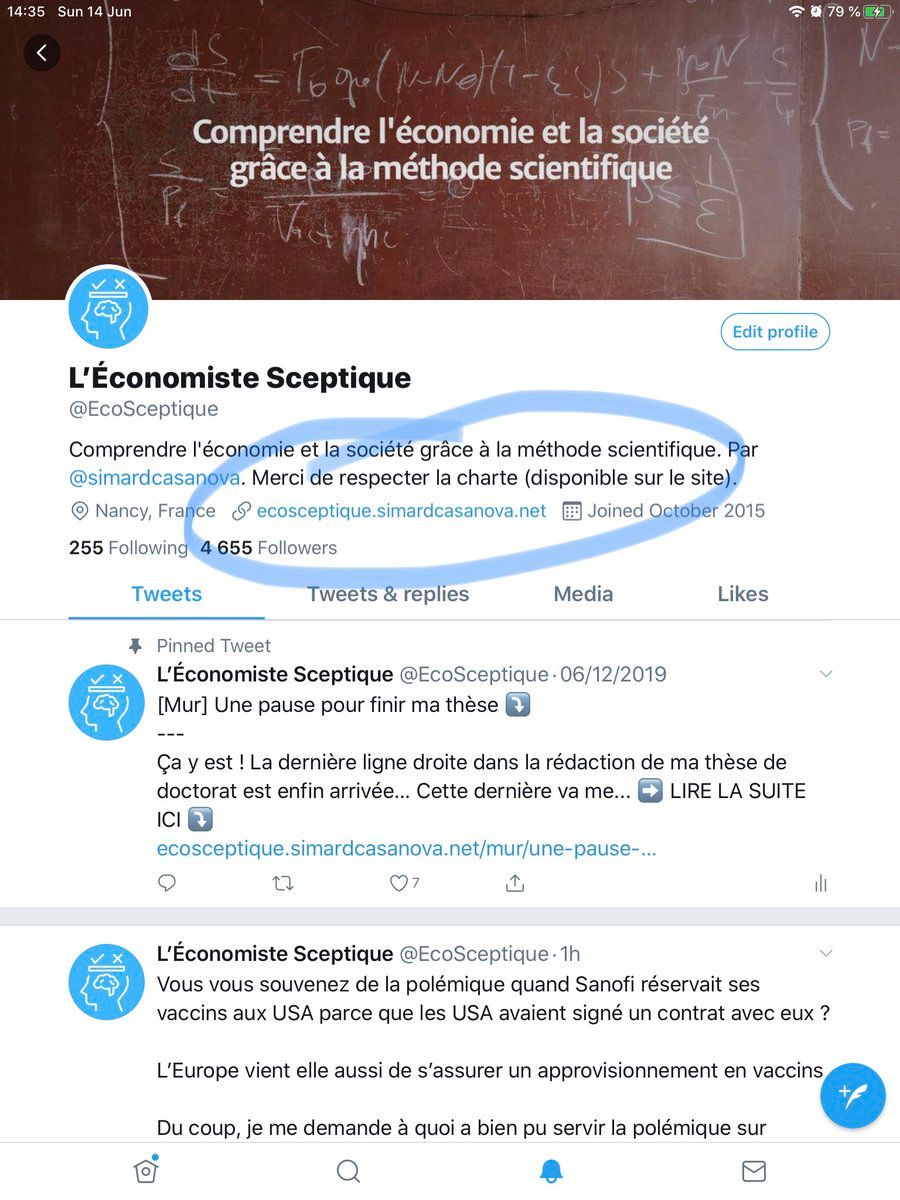 14:35 Sun 14 Jun
79 %
Comprendre l'économie et la société
grâce à la méthode scientifique
Edit profile
L’Économiste Sceptique
@EcoSceptique
Comprendre l'économie et la société grâce à la méthode scientifique. Par
@simardcasanova. Merci de respecter la charte (disponible sur le site).
Nancy, France ecosceptique.simardcasanova.net Joined October 2015
255 Following 4 655 Followers
Tweets Tweets & replies Media Likes
Pinned Tweet
L’Économiste Sceptique @EcoSceptique · 06/12/2019
[Mur] Une pause pour finir ma thèse ⤵️
---
Ça y est ! La dernière ligne droite dans la rédaction de ma thèse de
doctorat est enfin arrivée... Cette dernière va me... ➡️ LIRE LA SUITE
ICI ⤵️
ecosceptique.simardcasanova.net/mur/une-pause-...
7
L’Économiste Sceptique @EcoSceptique · 1h
Vous vous souvenez de la polémique quand Sanofi réservait ses
vaccins aux USA parce que les USA avaient signé un contrat avec eux ?
L’Europe vient elle aussi de s’assurer un approvisionnement en vaccins
Du coup, je me demande à quoi a bien pu servir la polémique sur